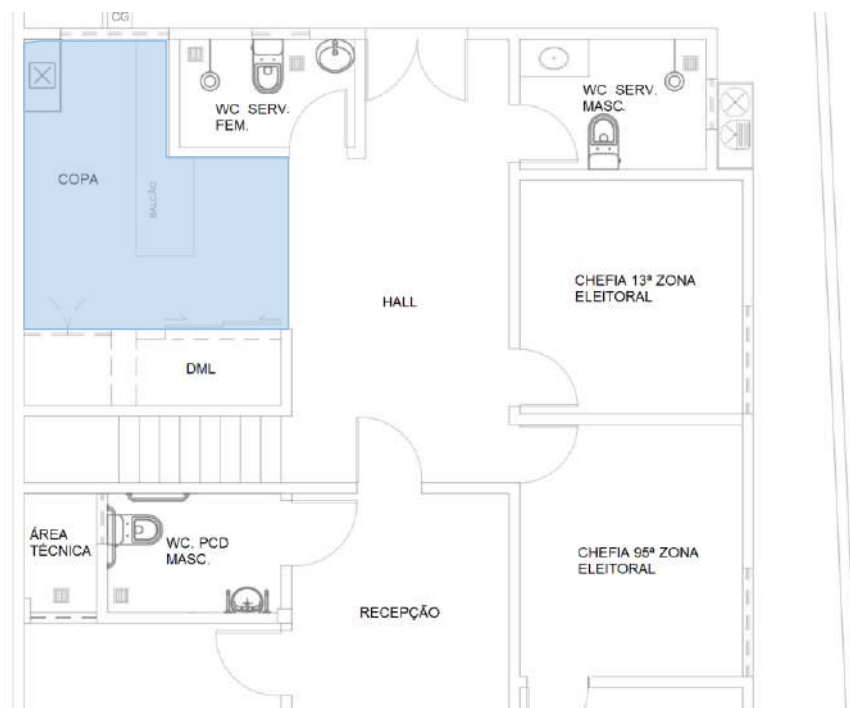 CG
WC SERV.
FEM.
WC SERV.
MASC.
COPA
BALCÃO
CHEFIA 13ª ZONA
ELEITORAL
HALL
DML
ÁREA
TÉCNICA
WC. PCD
MASC.
CHEFIA 95ª ZONA
ELEITORAL
RECEPÇÃO